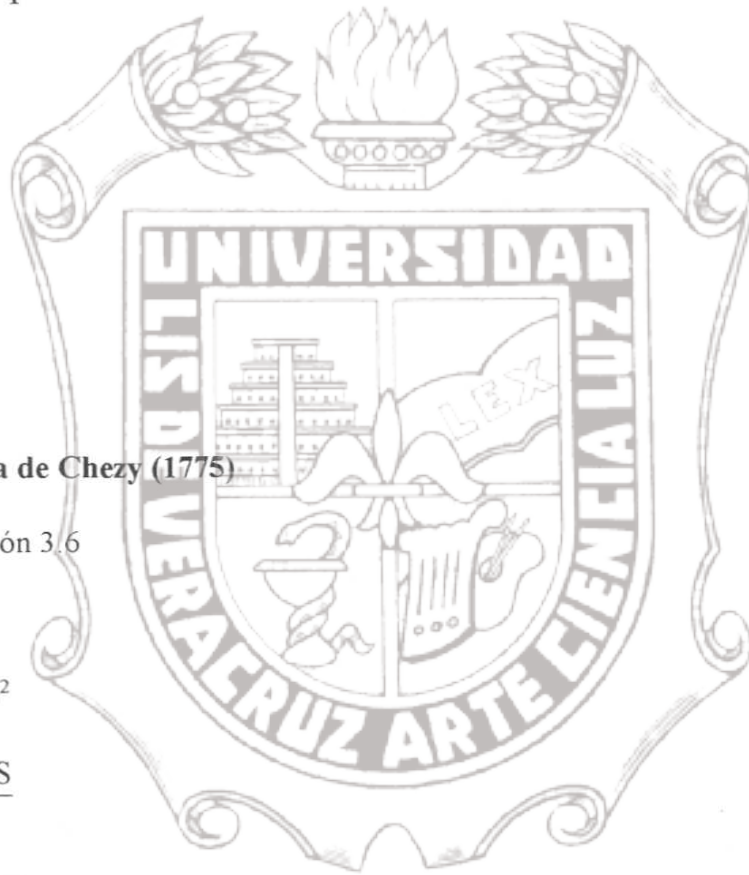 UNIVERSIDAD
LIS DE VERACRUZ ARTE CIENCIA LUZ
LEX
a de Chezy (1775)
ón 3.6
2
S